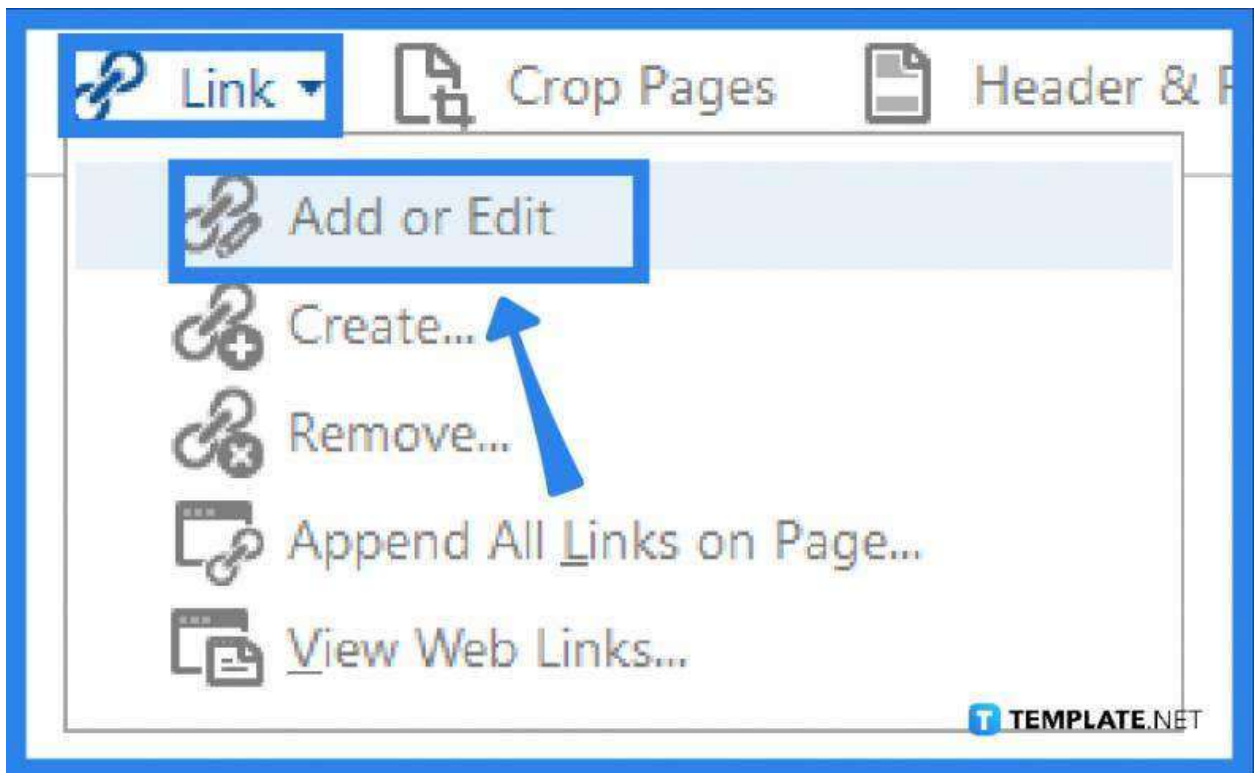 Link Crop Pages Header &
Add or Edit
Create...
Remove...
Append All Links on Page...
View Web Links...
T TEMPLATE.NET